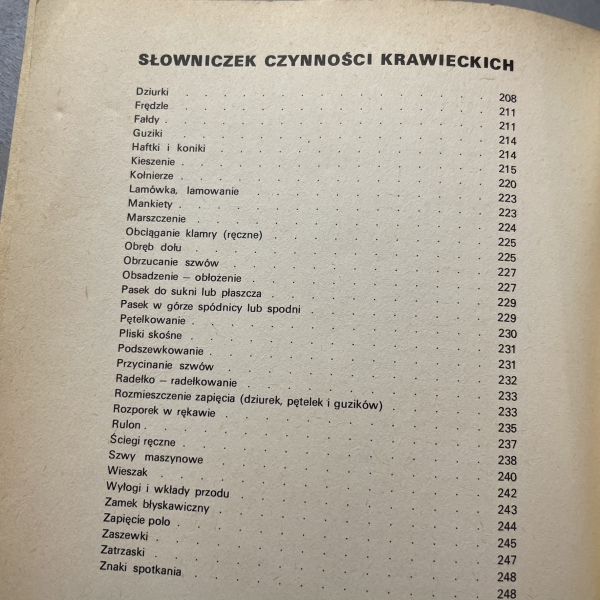 SŁOWNICZEK CZYNNOŚCI KRAWIECKICH
Dziurki . . . . . . . . . . 208
Frędzle . . . . . . . . . . 211
Fałdy . . . . . . . . . . 211
Guziki . . . . . . . . . . 214
Haftki i koniki . . . . . . . . . . 214
Kieszenie . . . . . . . . . . 215
Kołnierze . . . . . . . . . . 220
Lamówka, lamowanie . . . . . . . . . . 223
Mankiety . . . . . . . . . . 223
Marszczenie . . . . . . . . . . 224
Obciąganie klamry (ręczne) . . . . . . . . . . 225
Obręb dołu . . . . . . . . . . 225
Obrzucanie szwów . . . . . . . . . . 227
Obsadzenie – obłożenie . . . . . . . . . . 227
Pasek do sukni lub płaszcza . . . . . . . . . . 229
Pasek w górze spódnicy lub spodni . . . . . . . . . . 229
Pętelkowanie . . . . . . . . . . 230
Pliski skośne . . . . . . . . . . 231
Podszewkowanie . . . . . . . . . . 231
Przycinanie szwów . . . . . . . . . . 232
Radełko – radełkowanie . . . . . . . . . . 233
Rozmieszczenie zapięcia (dziurek, pętelek i guzików) . . . . 233
Rozporek w rękawie . . . . . . . . . . 235
Rulon . . . . . . . . . . 237
Ściegi ręczne . . . . . . . . . . 238
Szwy maszynowe . . . . . . . . . . 240
Wieszak . . . . . . . . . . 242
Wyłogi i wkłady przodu . . . . . . . . . . 243
Zamek błyskawiczny . . . . . . . . . . 244
Zapięcie polo . . . . . . . . . . 245
Zaszewki . . . . . . . . . . 247
Zatrzaski . . . . . . . . . . 248
Znaki spotkania . . . . . . . . . . 248